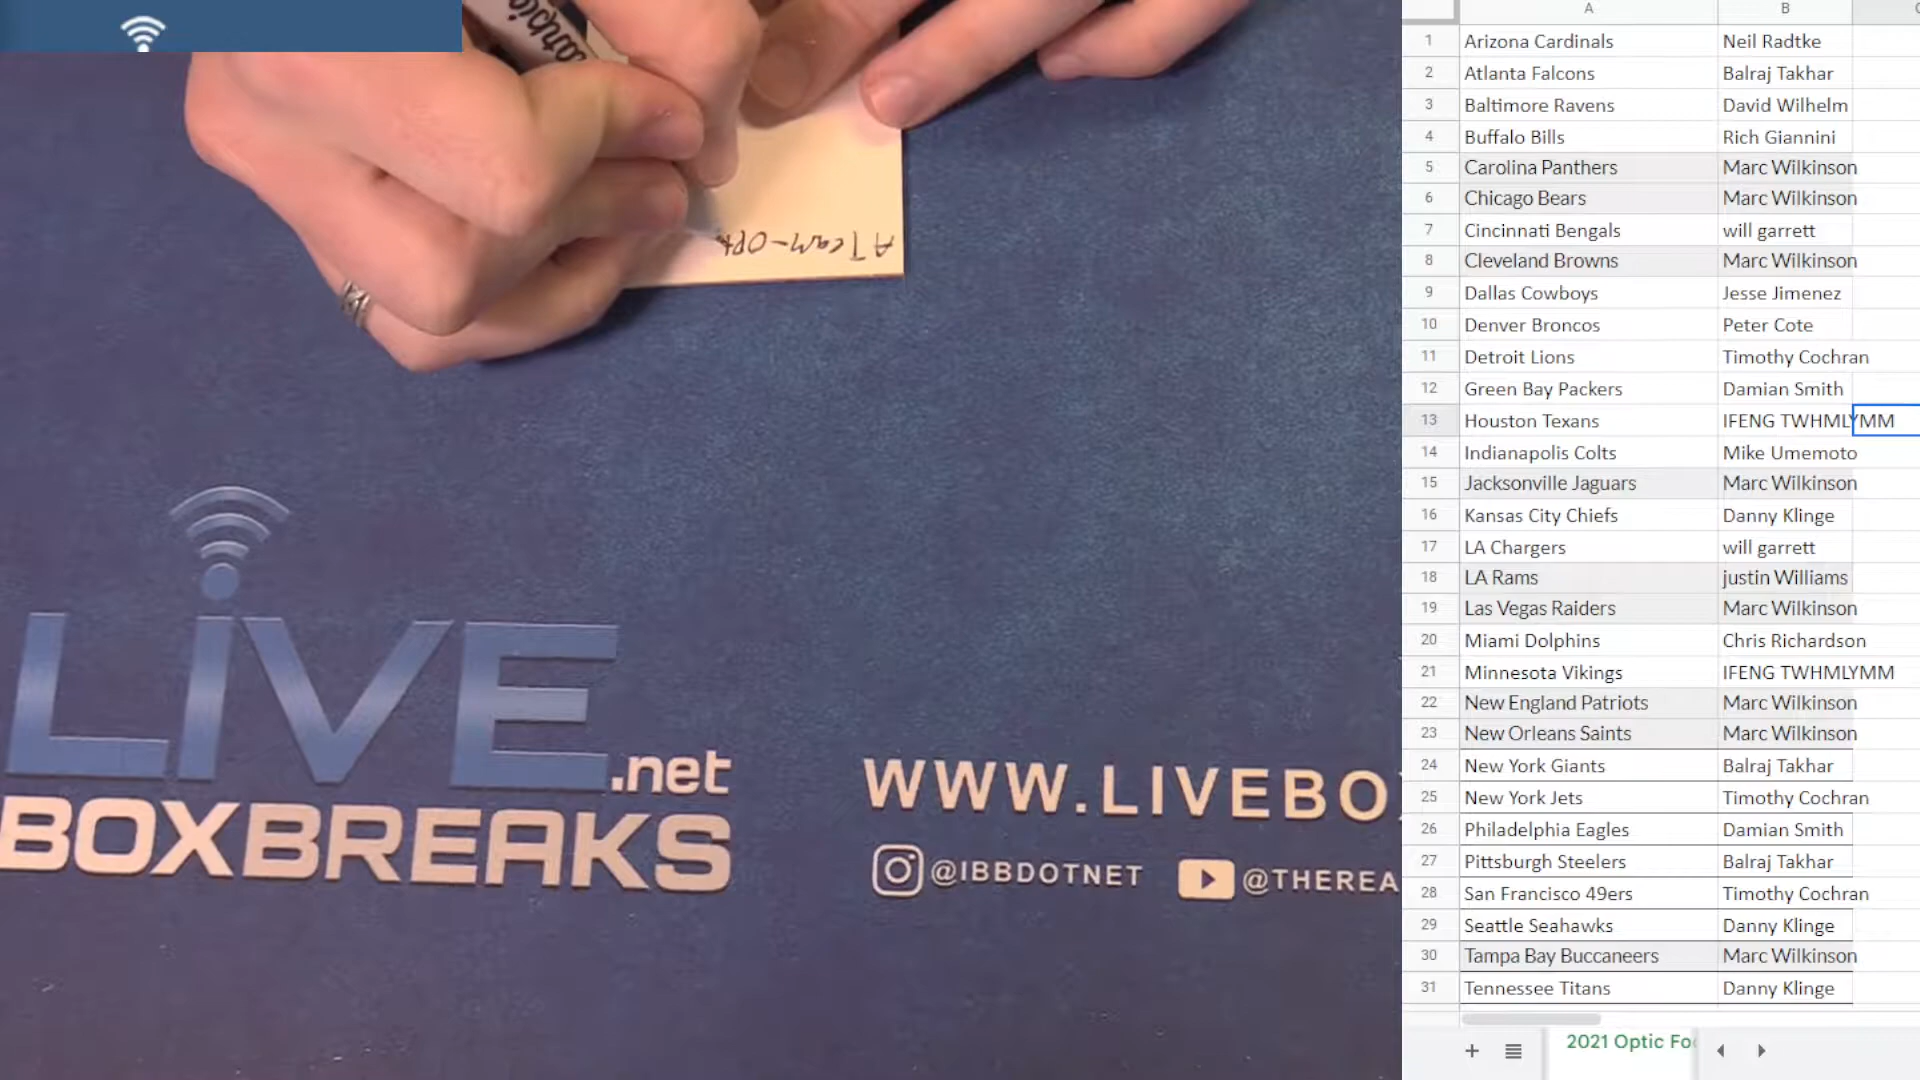 Sharpie
A Team-Opt
LIVE
.net
BOXBREAKS
WWW.LIVEBO
@IBBDOTNET
@THEREA
A B C
1 Arizona Cardinals Neil Radtke
2 Atlanta Falcons Balraj Takhar
3 Baltimore Ravens David Wilhelm
4 Buffalo Bills Rich Giannini
5 Carolina Panthers Marc Wilkinson
6 Chicago Bears Marc Wilkinson
7 Cincinnati Bengals will garrett
8 Cleveland Browns Marc Wilkinson
9 Dallas Cowboys Jesse Jimenez
10 Denver Broncos Peter Cote
11 Detroit Lions Timothy Cochran
12 Green Bay Packers Damian Smith
13 Houston Texans IFENG TWHMLYMM
14 Indianapolis Colts Mike Umemoto
15 Jacksonville Jaguars Marc Wilkinson
16 Kansas City Chiefs Danny Klinge
17 LA Chargers will garrett
18 LA Rams justin Williams
19 Las Vegas Raiders Marc Wilkinson
20 Miami Dolphins Chris Richardson
21 Minnesota Vikings IFENG TWHMLYMM
22 New England Patriots Marc Wilkinson
23 New Orleans Saints Marc Wilkinson
24 New York Giants Balraj Takhar
25 New York Jets Timothy Cochran
26 Philadelphia Eagles Damian Smith
27 Pittsburgh Steelers Balraj Takhar
28 San Francisco 49ers Timothy Cochran
29 Seattle Seahawks Danny Klinge
30 Tampa Bay Buccaneers Marc Wilkinson
31 Tennessee Titans Danny Klinge
2021 Optic Foo